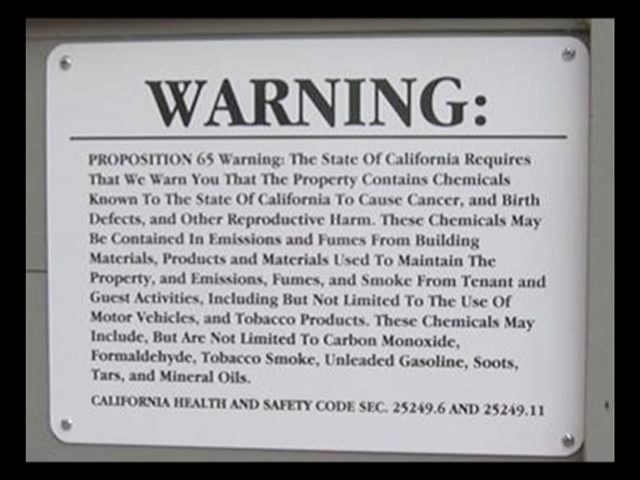 WARNING:
PROPOSITION 65 Warning: The State Of California Requires
That We Warn You That The Property Contains Chemicals
Known To The State Of California To Cause Cancer, and Birth
Defects, and Other Reproductive Harm. These Chemicals May
Be Contained In Emissions and Fumes From Building
Materials, Products and Materials Used To Maintain The
Property, and Emissions, Fumes, and Smoke From Tenant and
Guest Activities, Including But Not Limited To The Use Of
Motor Vehicles, and Tobacco Products. These Chemicals May
Include, But Are Not Limited To Carbon Monoxide,
Formaldehyde, Tobacco Smoke, Unleaded Gasoline, Soots,
Tars, and Mineral Oils.
CALIFORNIA HEALTH AND SAFETY CODE SEC. 25249.6 AND 25249.11